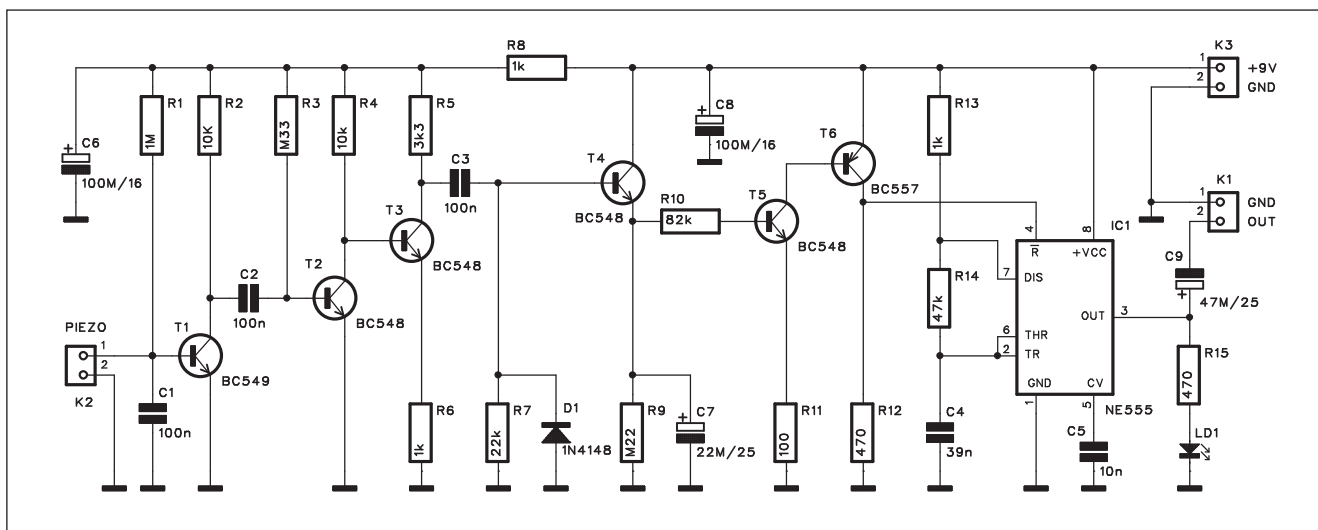 R8
1k
K3
1
+9V
2
GND
R1
1M
R2
10K
R3
M33
R4
10k
R5
3k3
C6
+
100M/16
C3
100n
T4
BC548
C8
+
100M/16
T6
BC557
R13
1k
R10
82k
T5
BC548
K1
1
GND
2
OUT
T3
BC548
C2
100n
T2
BC548
4
R
8
+VCC
IC1
7
DIS
R14
47k
C9
+
47M/25
OUT
3
6
THR
2
TR
PIEZO
1
2
K2
T1
BC549
C1
100n
R6
1k
R7
22k
D1
1N4148
R9
M22
C7
+
22M/25
R11
100
R12
470
C4
39n
GND
CV
1
5
NE555
C5
10n
R15
470
LD1